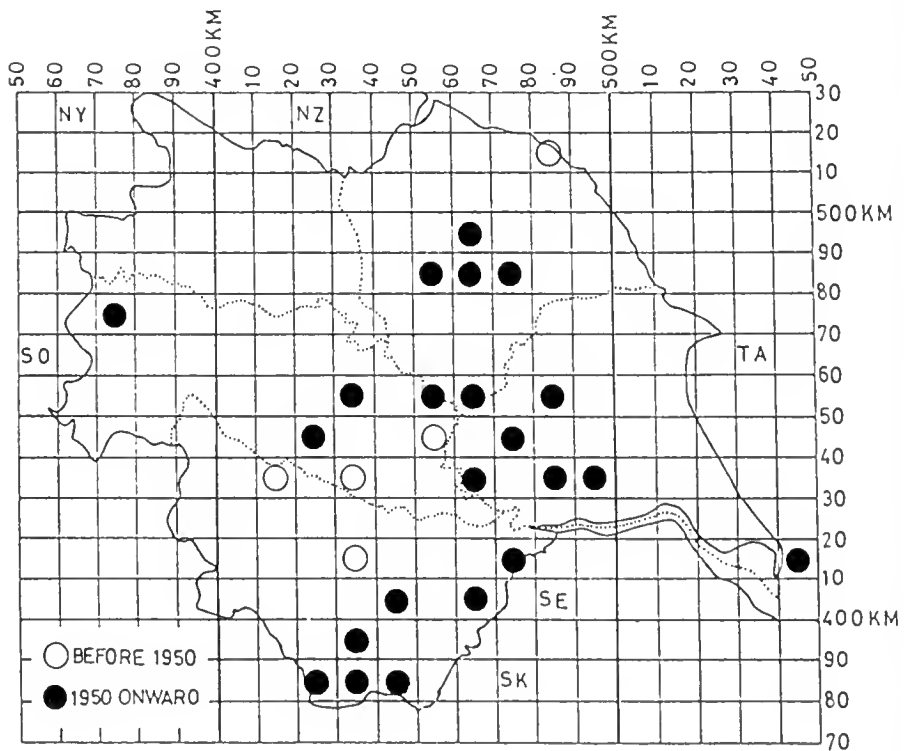 50 60 70 80 90 400KM 10 20 30 40 50 60 70 80 90 500KM 10 20 30 40 50
NY NZ 30
20
10
500KM
90
80
70
SO TA
60
50
40
30
20
10
SE
400KM
BEFORE 1950
90
SK
1950 ONWARD
80
70